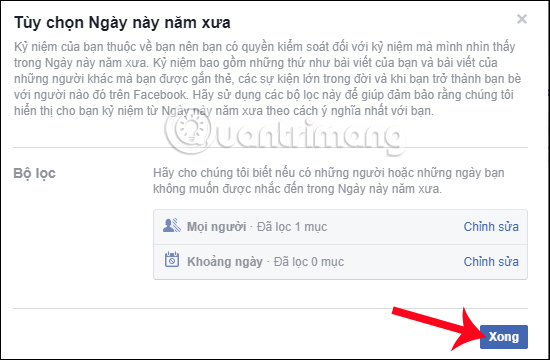 Tùy chọn Ngày này năm xưa
Kỷ niệm của bạn thuộc về bạn nên bạn có quyền kiểm soát đối với kỷ niệm mà mình nhìn thấy
trong Ngày này năm xưa. Kỷ niệm bao gồm những thứ như bài viết của bạn và bài viết của
những người khác mà bạn được gắn thẻ, các sự kiện lớn trong đời và khi bạn trở thành bạn bè
với người nào đó trên Facebook. Hãy sử dụng các bộ lọc này để giúp đảm bảo rằng chúng tôi
hiển thị cho bạn kỷ niệm từ Ngày này năm xưa theo cách ý nghĩa nhất với bạn.
Quantrimang
Bộ lọc
Hãy cho chúng tôi biết nếu có những người hoặc những ngày bạn
không muốn được nhắc đến trong Ngày này năm xưa.
Mọi người · Đã lọc 1 mục Chỉnh sửa
Khoảng ngày · Đã lọc 0 mục Chỉnh sửa
Xong